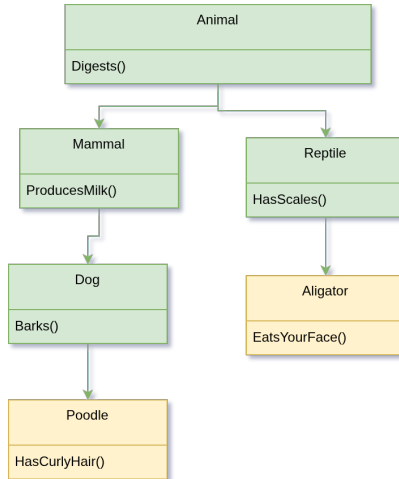 Animal
Digests()
Mammal
ProducesMilk()
Reptile
HasScales()
Dog
Barks()
Aligator
EatsYourFace()
Poodle
HasCurlyHair()